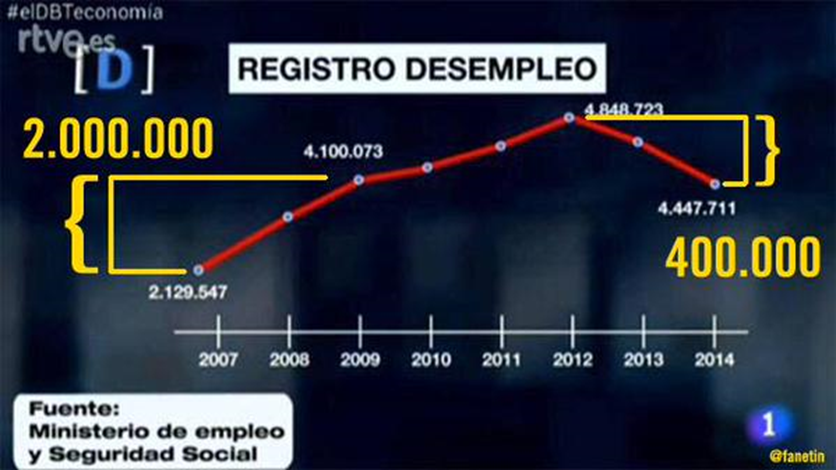 #elDBTeconomía
rtve.es
[D]
REGISTRO DESEMPLEO
2.000.000
4.100.073
4.848.723
2.129.547
4.447.711
400.000
2007 2008 2009 2010 2011 2012 2013 2014
Fuente:
Ministerio de empleo
y Seguridad Social
1
@fanetin